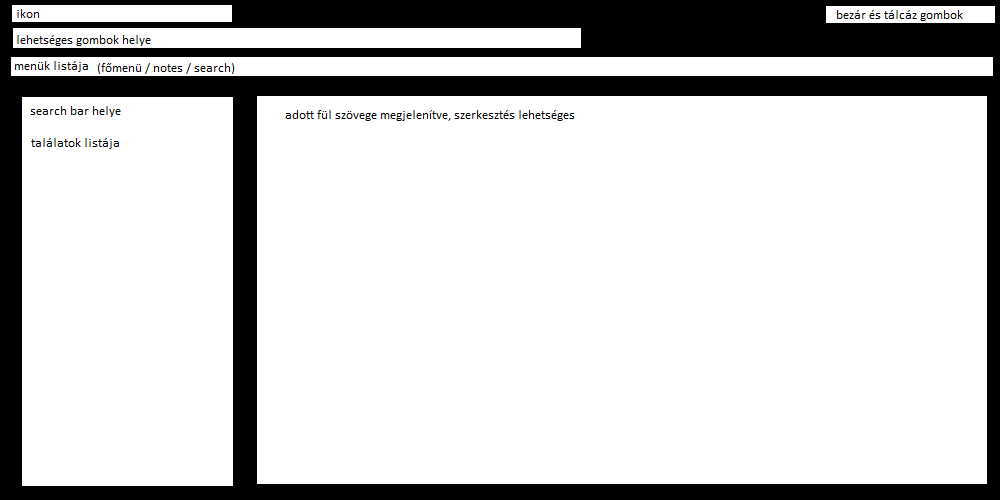 ikon
bezár és tálcáz gombok
lehetséges gombok helye
menük listája (főmenü / notes / search)
search bar helye
adott fül szövege megjelenítve, szerkesztés lehetséges
találatok listája